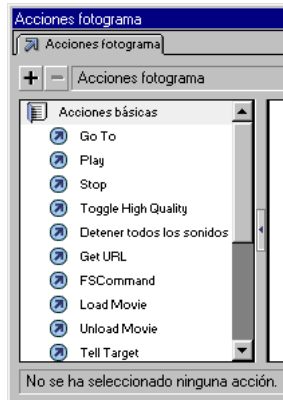 Acciones fotograma
Acciones fotograma
Acciones fotograma
Acciones básicas
Go To
Play
Stop
Toggle High Quality
Detener todos los sonidos
Get URL
FSCommand
Load Movie
Unload Movie
Tell Target
No se ha seleccionado ninguna acción.